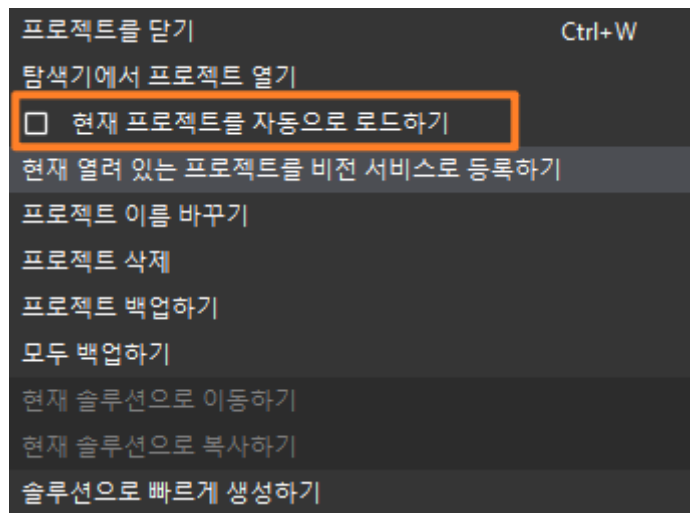 프로젝트를 닫기 Ctrl+W
탐색기에서 프로젝트 열기
현재 프로젝트를 자동으로 로드하기
현재 열려 있는 프로젝트를 비전 서비스로 등록하기
프로젝트 이름 바꾸기
프로젝트 삭제
프로젝트 백업하기
모두 백업하기
현재 솔루션으로 이동하기
현재 솔루션으로 복사하기
솔루션으로 빠르게 생성하기